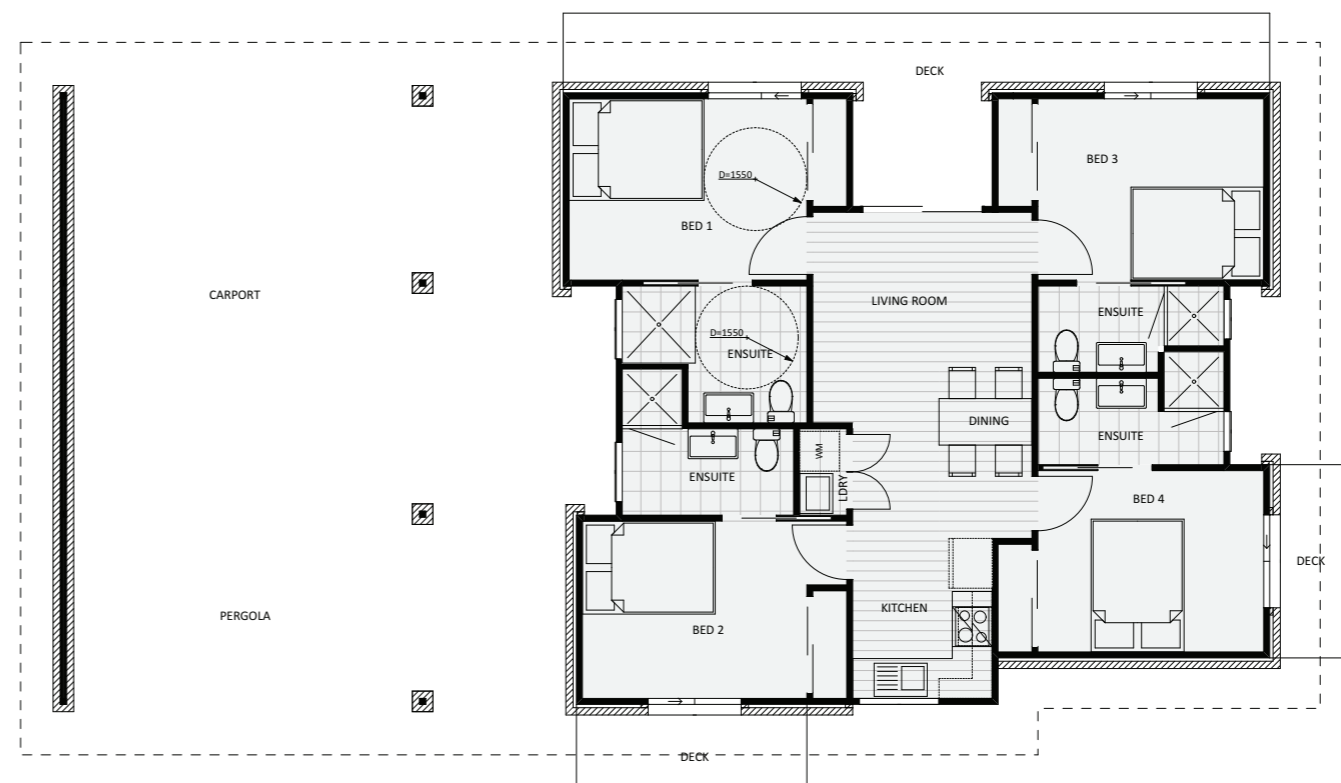 DECK
BED 3
D=1550
BED 1
CARPORT
LIVING ROOM
ENSUITE
D=1550
ENSUITE
DINING
ENSUITE
WM
ENSUITE
LDRY
BED 4
DECK
KITCHEN
PERGOLA
BED 2
DECK